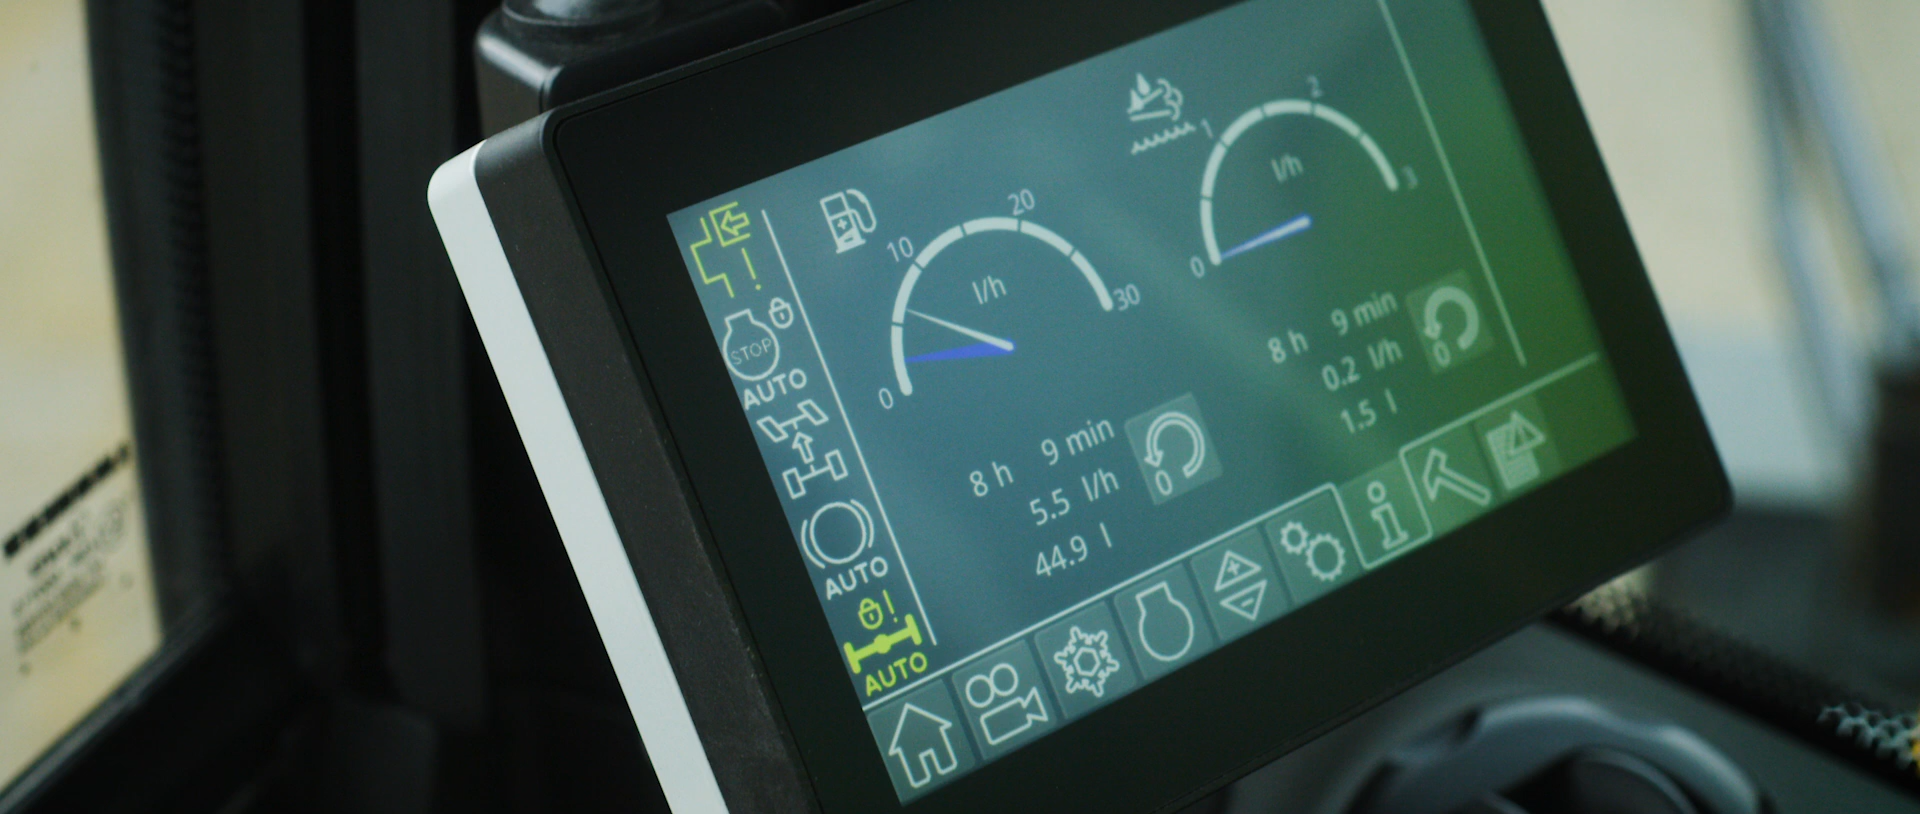 STOP
AUTO
AUTO
AUTO
0
10
20
30
l/h
8 h 9 min
5.5 l/h
44.9 l
0
0
1
2
3
l/h
8 h 9 min
0.2 l/h
1.5 l
0